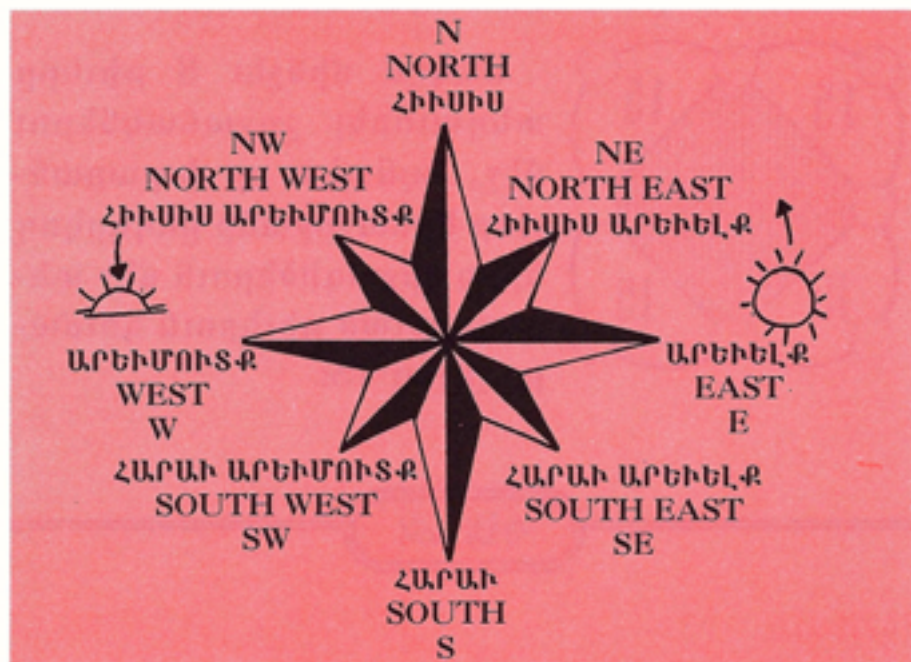 N
NORTH
ՀԻՒՍԻՍ
NW
NORTH WEST
ՀԻՒՍԻՍ ԱՐԵՒՄՈՒՏՔ
NE
NORTH EAST
ՀԻՒՍԻՍ ԱՐԵՒԵԼՔ
ԱՐԵՒՄՈՒՏՔ
WEST
W
ԱՐԵՒԵԼՔ
EAST
E
ՀԱՐԱՒ ԱՐԵՒՄՈՒՏՔ
SOUTH WEST
SW
ՀԱՐԱՒ ԱՐԵՒԵԼՔ
SOUTH EAST
SE
ՀԱՐԱՒ
SOUTH
S